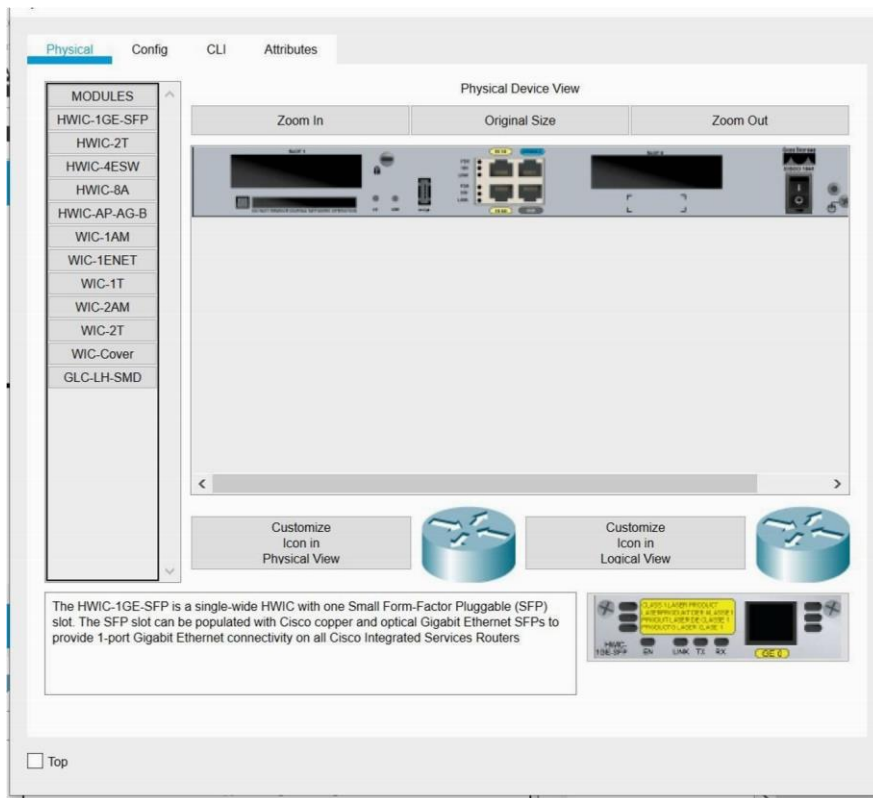 Physical Config CLI Attributes
MODULES
HWIC-1GE-SFP
HWIC-2T
HWIC-4ESW
HWIC-8A
HWIC-AP-AG-B
WIC-1AM
WIC-1ENET
WIC-1T
WIC-2AM
WIC-2T
WIC-Cover
GLC-LH-SMD
Physical Device View
Zoom In Original Size Zoom Out
Customize
Icon in
Physical View
Customize
Icon in
Logical View
The HWIC-1GE-SFP is a single-wide HWIC with one Small Form-Factor Pluggable (SFP)
slot. The SFP slot can be populated with Cisco copper and optical Gigabit Ethernet SFPs to
provide 1-port Gigabit Ethernet connectivity on all Cisco Integrated Services Routers
CLASS 1 LASER PRODUCT
HWIC-
1GE-SFP EN LINK TX RX GE 0
Top